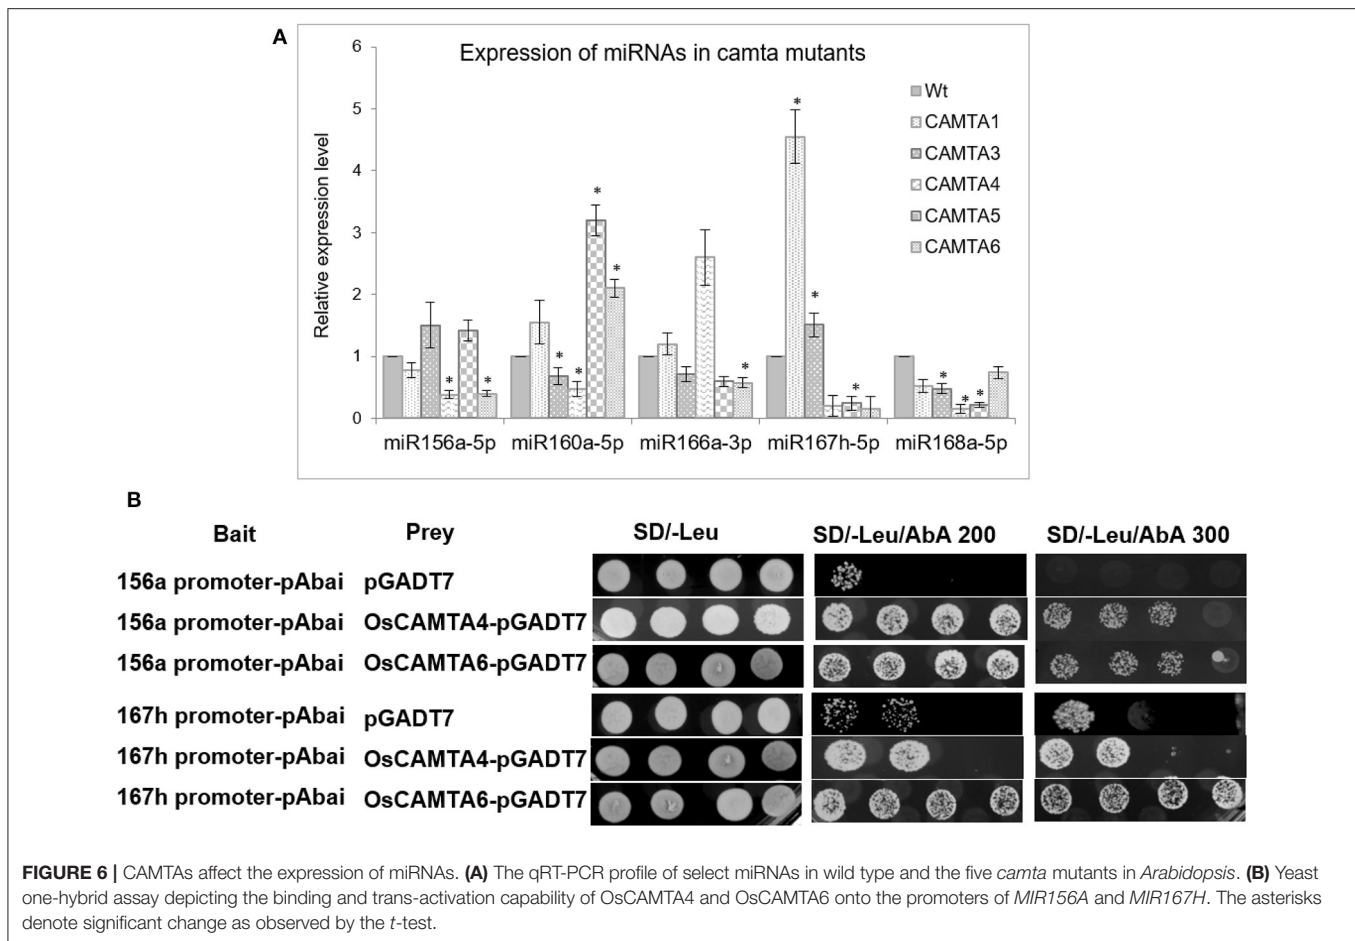 A
Expression of miRNAs in camta mutants
Relative expression level
6
5
4
3
2
1
0
Wt
CAMTA1
CAMTA3
CAMTA4
CAMTA5
CAMTA6
* * * * * * * * * * * * *
miR156a-5p miR160a-5p miR166a-3p miR167h-5p miR168a-5p
B
Bait Prey SD/-Leu SD/-Leu/AbA 200 SD/-Leu/AbA 300
156a promoter-pAbai pGADT7
156a promoter-pAbai OsCAMTA4-pGADT7
156a promoter-pAbai OsCAMTA6-pGADT7
167h promoter-pAbai pGADT7
167h promoter-pAbai OsCAMTA4-pGADT7
167h promoter-pAbai OsCAMTA6-pGADT7
FIGURE 6 | CAMTAs affect the expression of miRNAs. (A) The qRT-PCR profile of select miRNAs in wild type and the five camta mutants in Arabidopsis. (B) Yeast
one-hybrid assay depicting the binding and trans-activation capability of OsCAMTA4 and OsCAMTA6 onto the promoters of MIR156A and MIR167H. The asterisks
denote significant change as observed by the t-test.